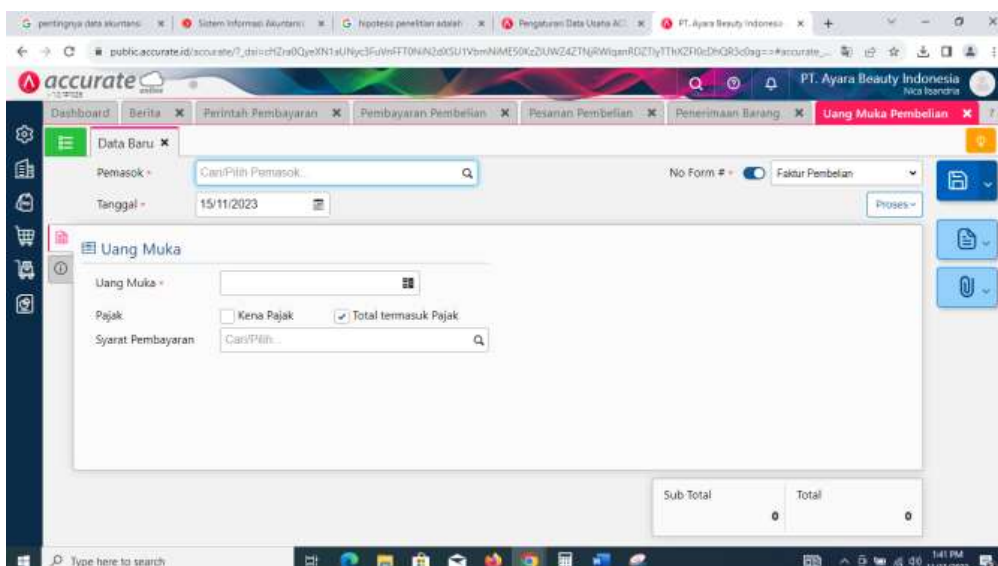 pentingnya data akuntansi
Sistem Informasi Akuntansi
hipotesis penelitian adalah
Pengaturan Data Usaha AC
PT. Ayara Beauty Indonesia
accurate online
PT. Ayara Beauty Indonesia
Nica Isandria
Dashboard
Berita
Perintah Pembayaran
Pembayaran Pembelian
Pesanan Pembelian
Penerimaan Barang
Uang Muka Pembelian
Data Baru
Pemasok *
Cari/Pilih Pemasok...
No Form # *
Faktur Pembelian
Tanggal *
15/11/2023
Proses
Uang Muka
Uang Muka *
Pajak
Kena Pajak
Total termasuk Pajak
Syarat Pembayaran
Cari/Pilih...
Sub Total
0
Total
0
Type here to search
1:41 PM